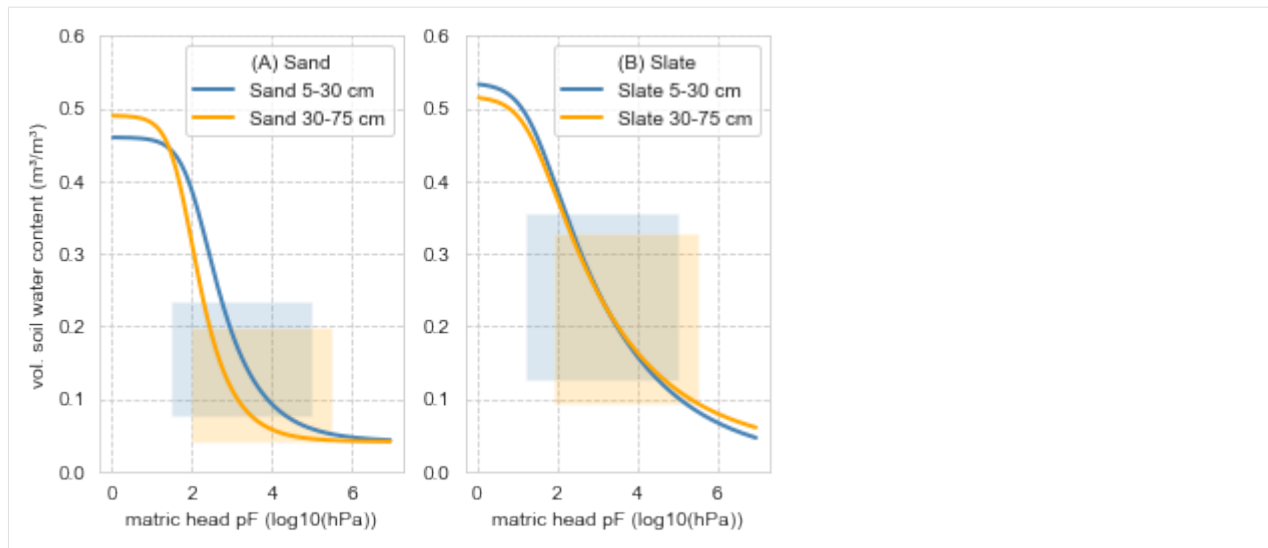 0.6
0.5
0.4
0.3
0.2
0.1
0.0
vol. soil water content (m³/m³)
(A) Sand
Sand 5-30 cm
Sand 30-75 cm
0 2 4 6
matric head pF (log10(hPa))
0.6
0.5
0.4
0.3
0.2
0.1
0.0
(B) Slate
Slate 5-30 cm
Slate 30-75 cm
0 2 4 6
matric head pF (log10(hPa))